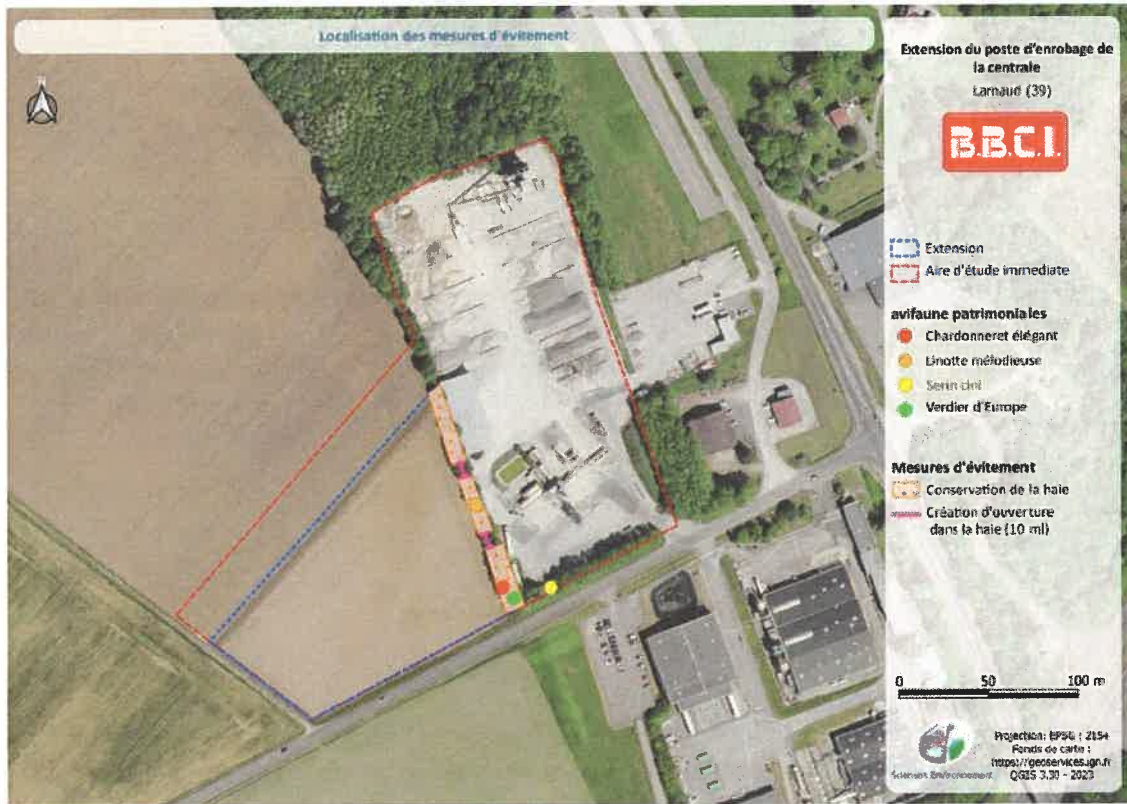 Localisation des mesures d'évitement
N
Extension du poste d'enrobage de
la centrale
Larnaud (39)
B.B.C.I.
Extension
Aire d'étude immediate
avifaune patrimoniales
Chardonneret élégant
Linotte mélodieuse
Serin cini
Verdier d'Europe
Mesures d'évitement
Conservation de la haie
Création d'ouverture
dans la haie (10 ml)
0 50 100 m
Projection: EPSG : 2154
Fonds de carte :
https://geoservices.ign.fr
QGIS 3.30 - 2023
Sciences Environnement